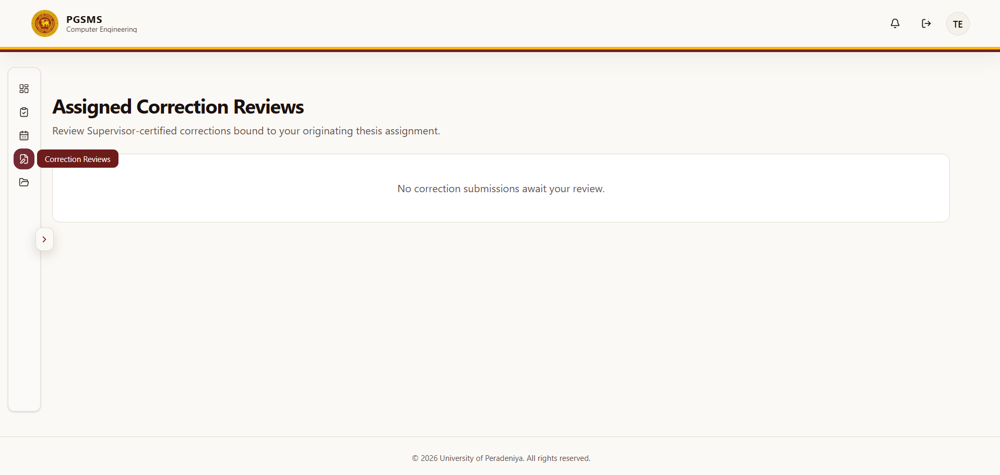 PGSMS
Computer Engineering
TE
Assigned Correction Reviews
Review Supervisor-certified corrections bound to your originating thesis assignment.
Correction Reviews
No correction submissions await your review.
© 2026 University of Peradeniya. All rights reserved.